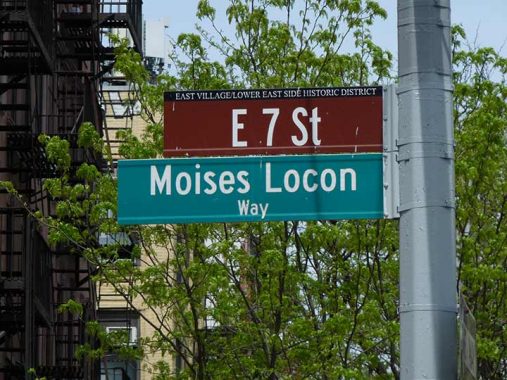 EAST VILLAGE/LOWER EAST SIDE HISTORIC DISTRICT
E 7 St
Moises Locon
Way